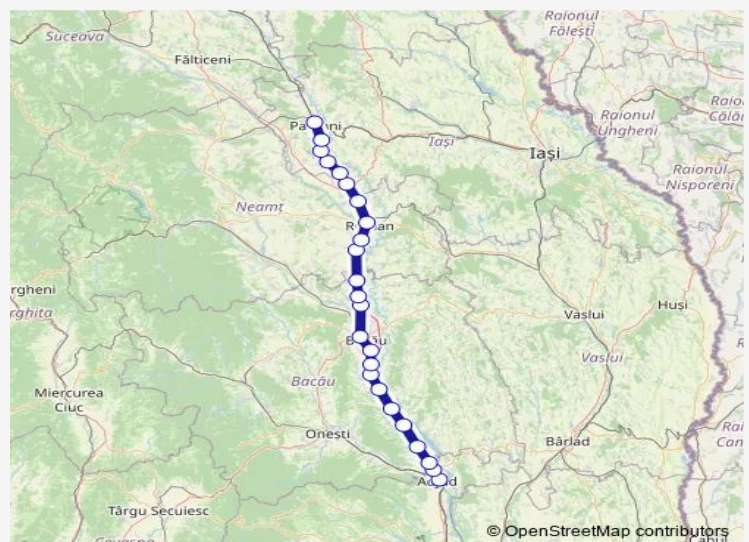 Raionul
Fălești
Suceava
Fălticeni
Raionul
Ungheni
Iași
Iași
Raionul
Nisporeni
Neamț
Vaslui
Huși
Vaslui
Bacău
Miercurea
Ciuc
Onești
Bârlad
Târgu Secuiesc
© OpenStreetMap contributors